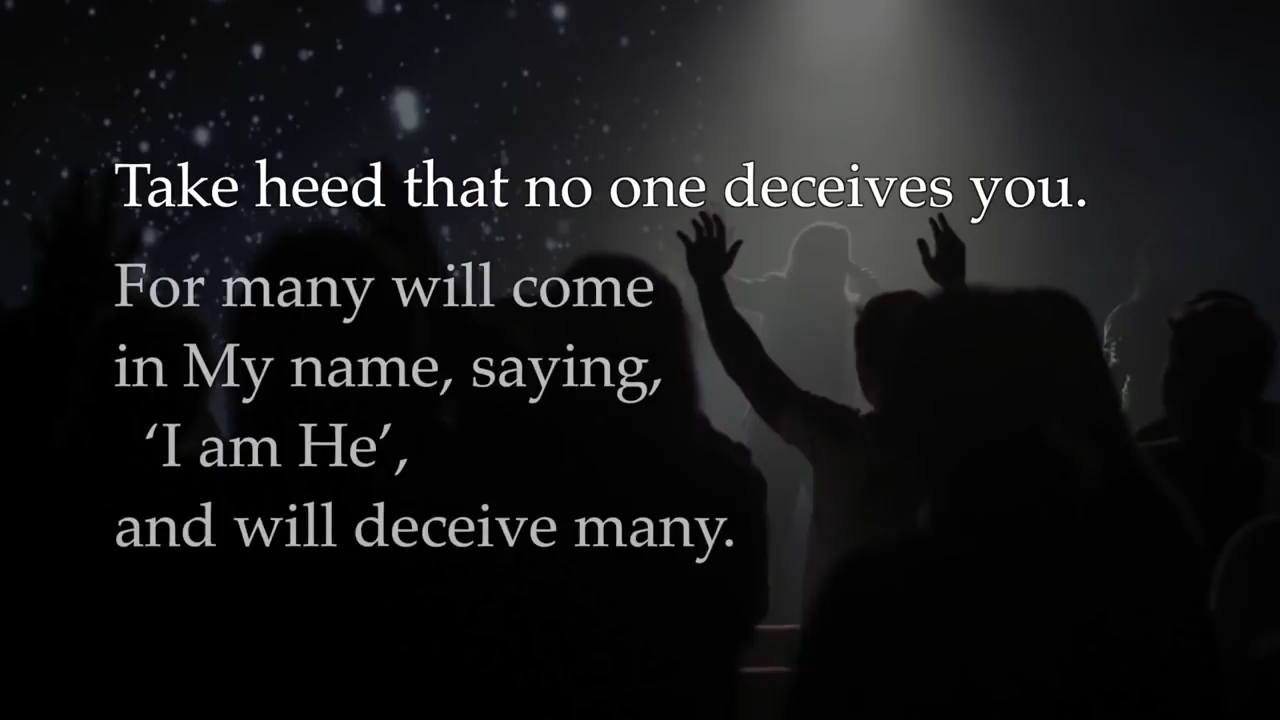 Take heed that no one deceives you.
For many will come
in My name, saying,
‘I am He’,
and will deceive many.